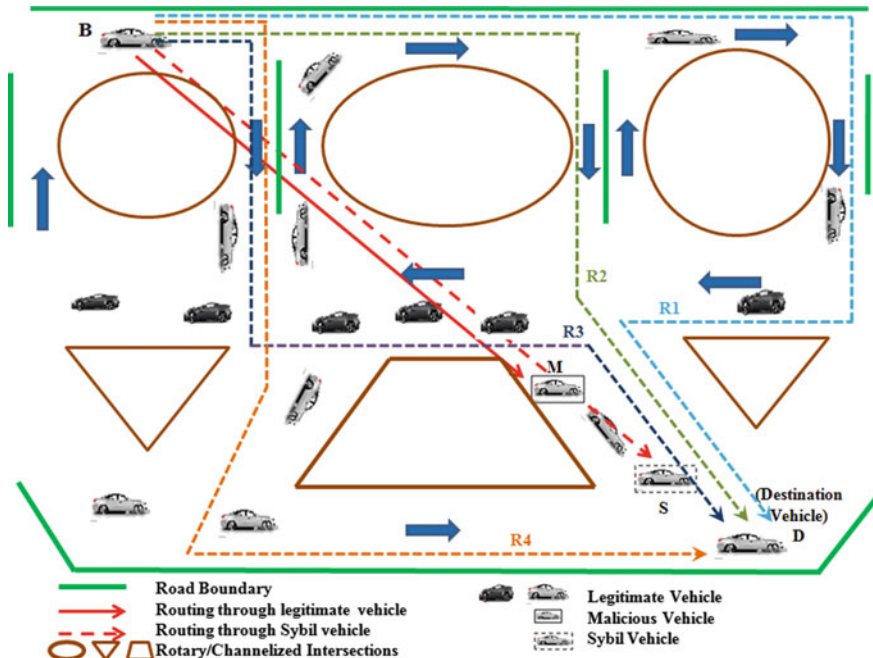 B
R2
R1
R3
M
S
(Destination
Vehicle)
D
R4
Road Boundary
Routing through legitimate vehicle
Routing through Sybil vehicle
Rotary/Channelized Intersections
Legitimate Vehicle
Malicious Vehicle
Sybil Vehicle